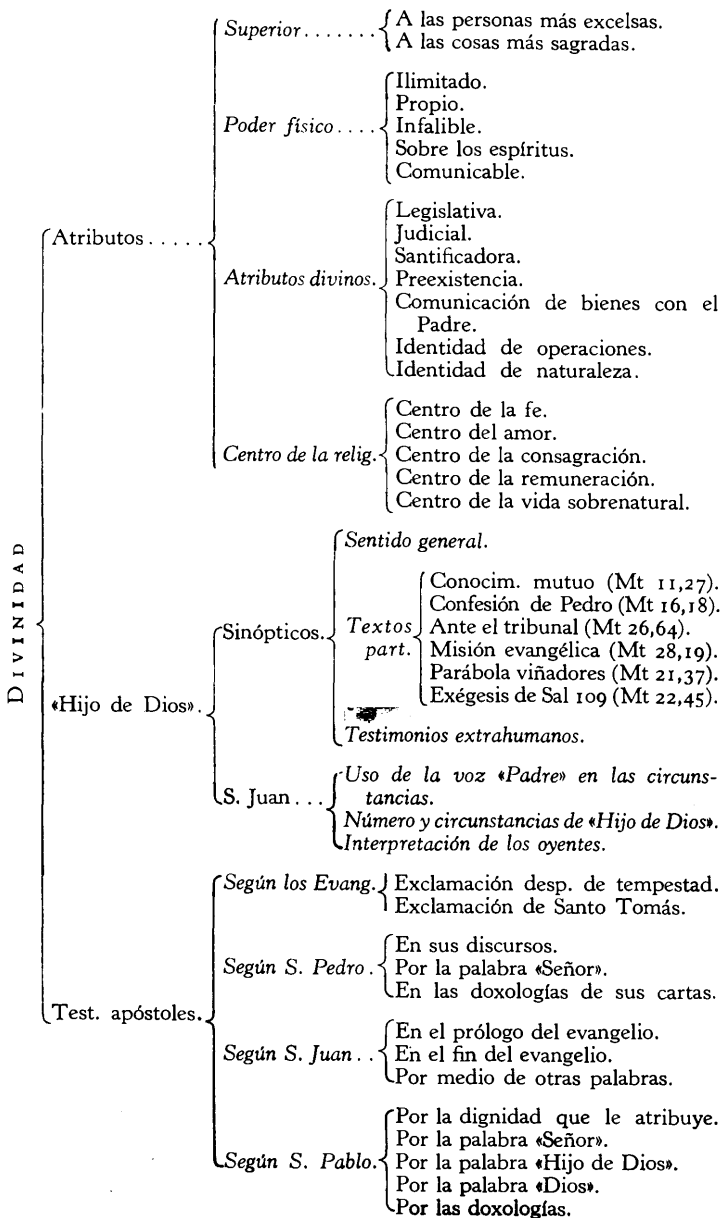 DIVINIDAD
Atributos . . . . .
Superior . . . . . . .
A las personas más excelsas.
A las cosas más sagradas.
Poder físico . . . .
Ilimitado.
Propio.
Infalible.
Sobre los espíritus.
Comunicable.
Atributos divinos.
Legislativa.
Judicial.
Santificadora.
Preexistencia.
Comunicación de bienes con el
Padre.
Identidad de operaciones.
Identidad de naturaleza.
Centro de la relig.
Centro de la fe.
Centro del amor.
Centro de la consagración.
Centro de la remuneración.
Centro de la vida sobrenatural.
«Hijo de Dios».
Sinópticos.
Sentido general.
Textos
part.
Conocim. mutuo (Mt 11,27).
Confesión de Pedro (Mt 16,18).
Ante el tribunal (Mt 26,64).
Misión evangélica (Mt 28,19).
Parábola viñadores (Mt 21,37).
Exégesis de Sal 109 (Mt 22,45).
Testimonios extrahumanos.
S. Juan . . .
Uso de la voz «Padre» en las circuns-
tancias.
Número y circunstancias de «Hijo de Dios».
Interpretación de los oyentes.
Test. apóstoles.
Según los Evang.
Exclamación desp. de tempestad.
Exclamación de Santo Tomás.
Según S. Pedro .
En sus discursos.
Por la palabra «Señor».
En las doxologías de sus cartas.
Según S. Juan . .
En el prólogo del evangelio.
En el fin del evangelio.
Por medio de otras palabras.
Según S. Pablo.
Por la dignidad que le atribuye.
Por la palabra «Señor».
Por la palabra «Hijo de Dios».
Por la palabra «Dios».
Por las doxologías.